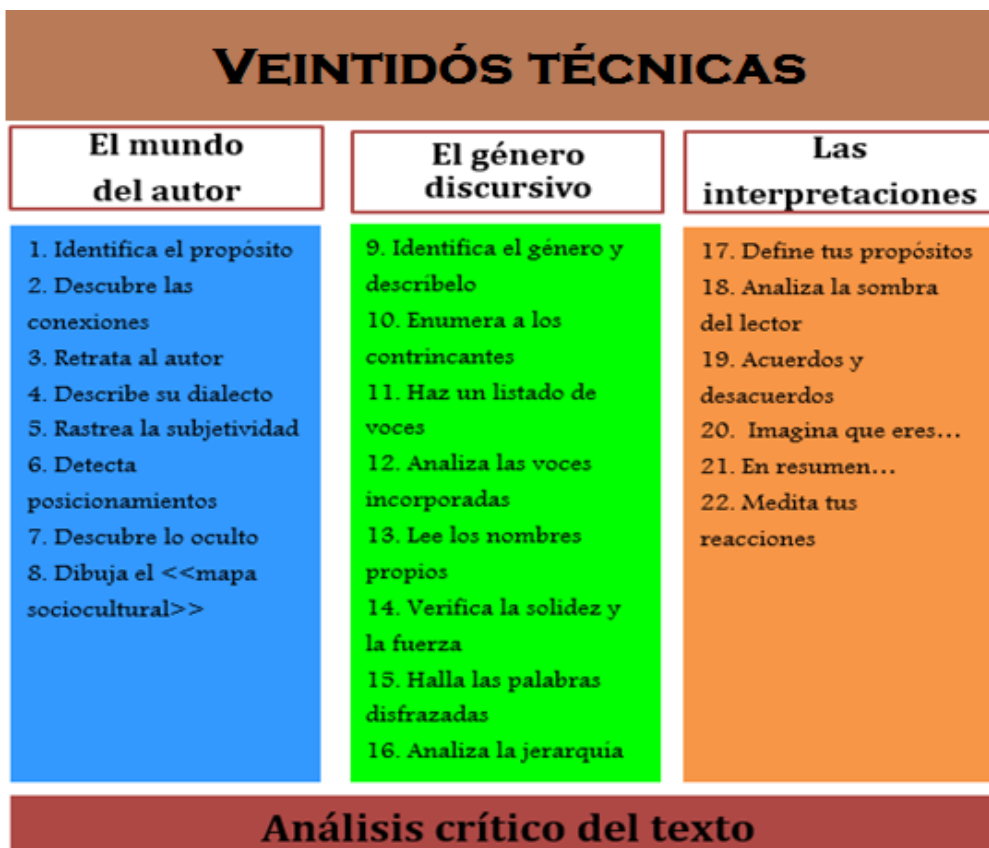 VEINTIDÓS TÉCNICAS
El mundo
del autor
1. Identifica el propósito
2. Descubre las
conexiones
3. Retrata al autor
4. Describe su dialecto
5. Rastrea la subjetividad
6. Detecta
posicionamientos
7. Descubre lo oculto
8. Dibuja el <<mapa
sociocultural>>
El género
discursivo
9. Identifica el género y
descríbelo
10. Enumera a los
contrincantes
11. Haz un listado de
voces
12. Analiza las voces
incorporadas
13. Lee los nombres
propios
14. Verifica la solidez y
la fuerza
15. Halla las palabras
disfrazadas
16. Analiza la jerarquía
Las
interpretaciones
17. Define tus propósitos
18. Analiza la sombra
del lector
19. Acuerdos y
desacuerdos
20. Imagina que eres...
21. En resumen...
22. Medita tus
reacciones
Análisis crítico del texto